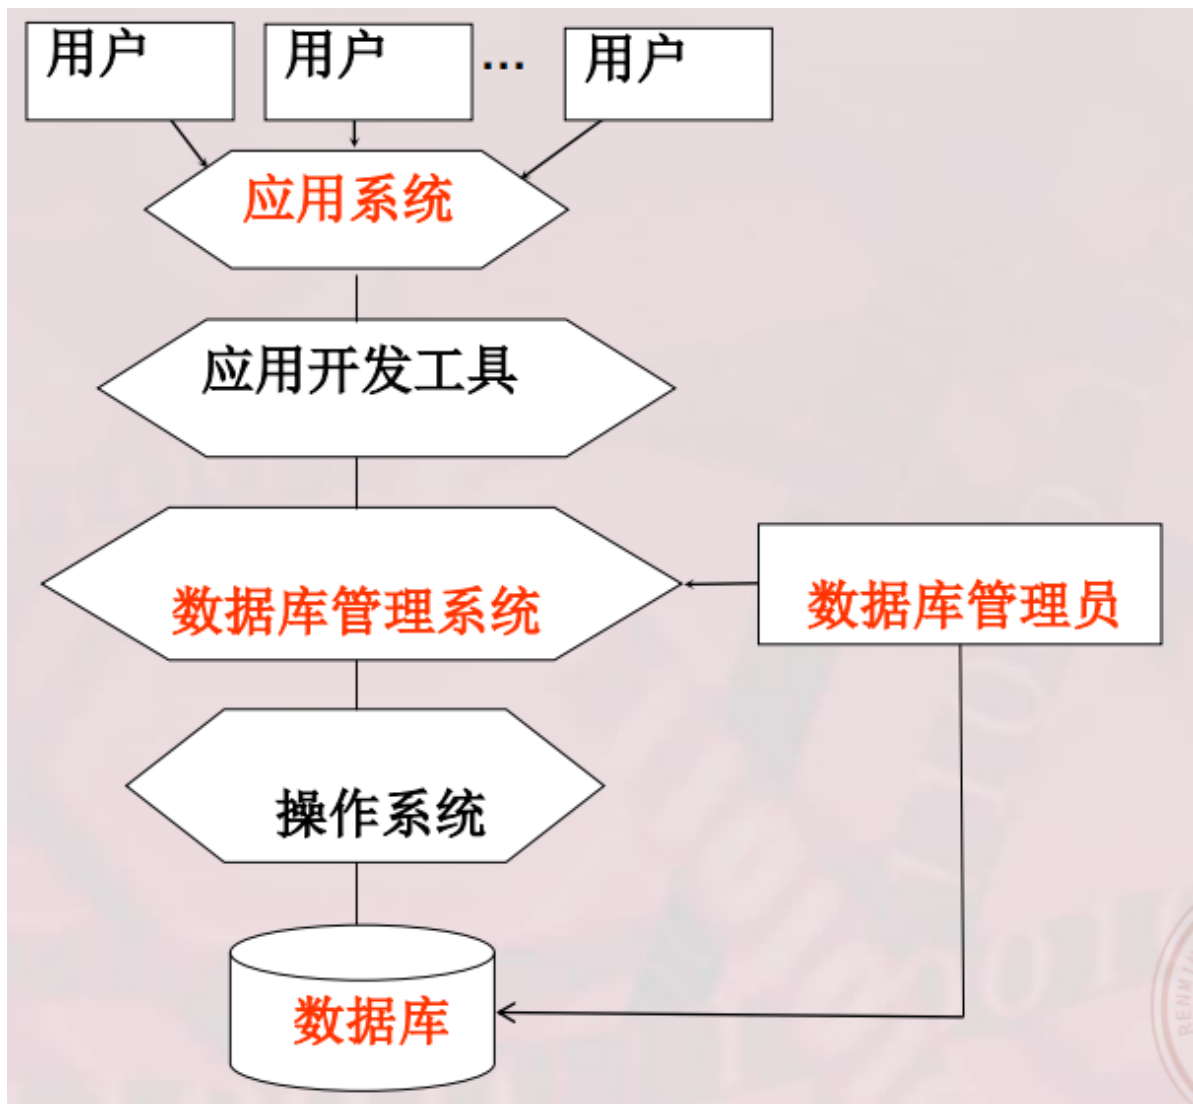 用户
用户
...
用户
应用系统
应用开发工具
数据库管理系统
数据库管理员
操作系统
数据库